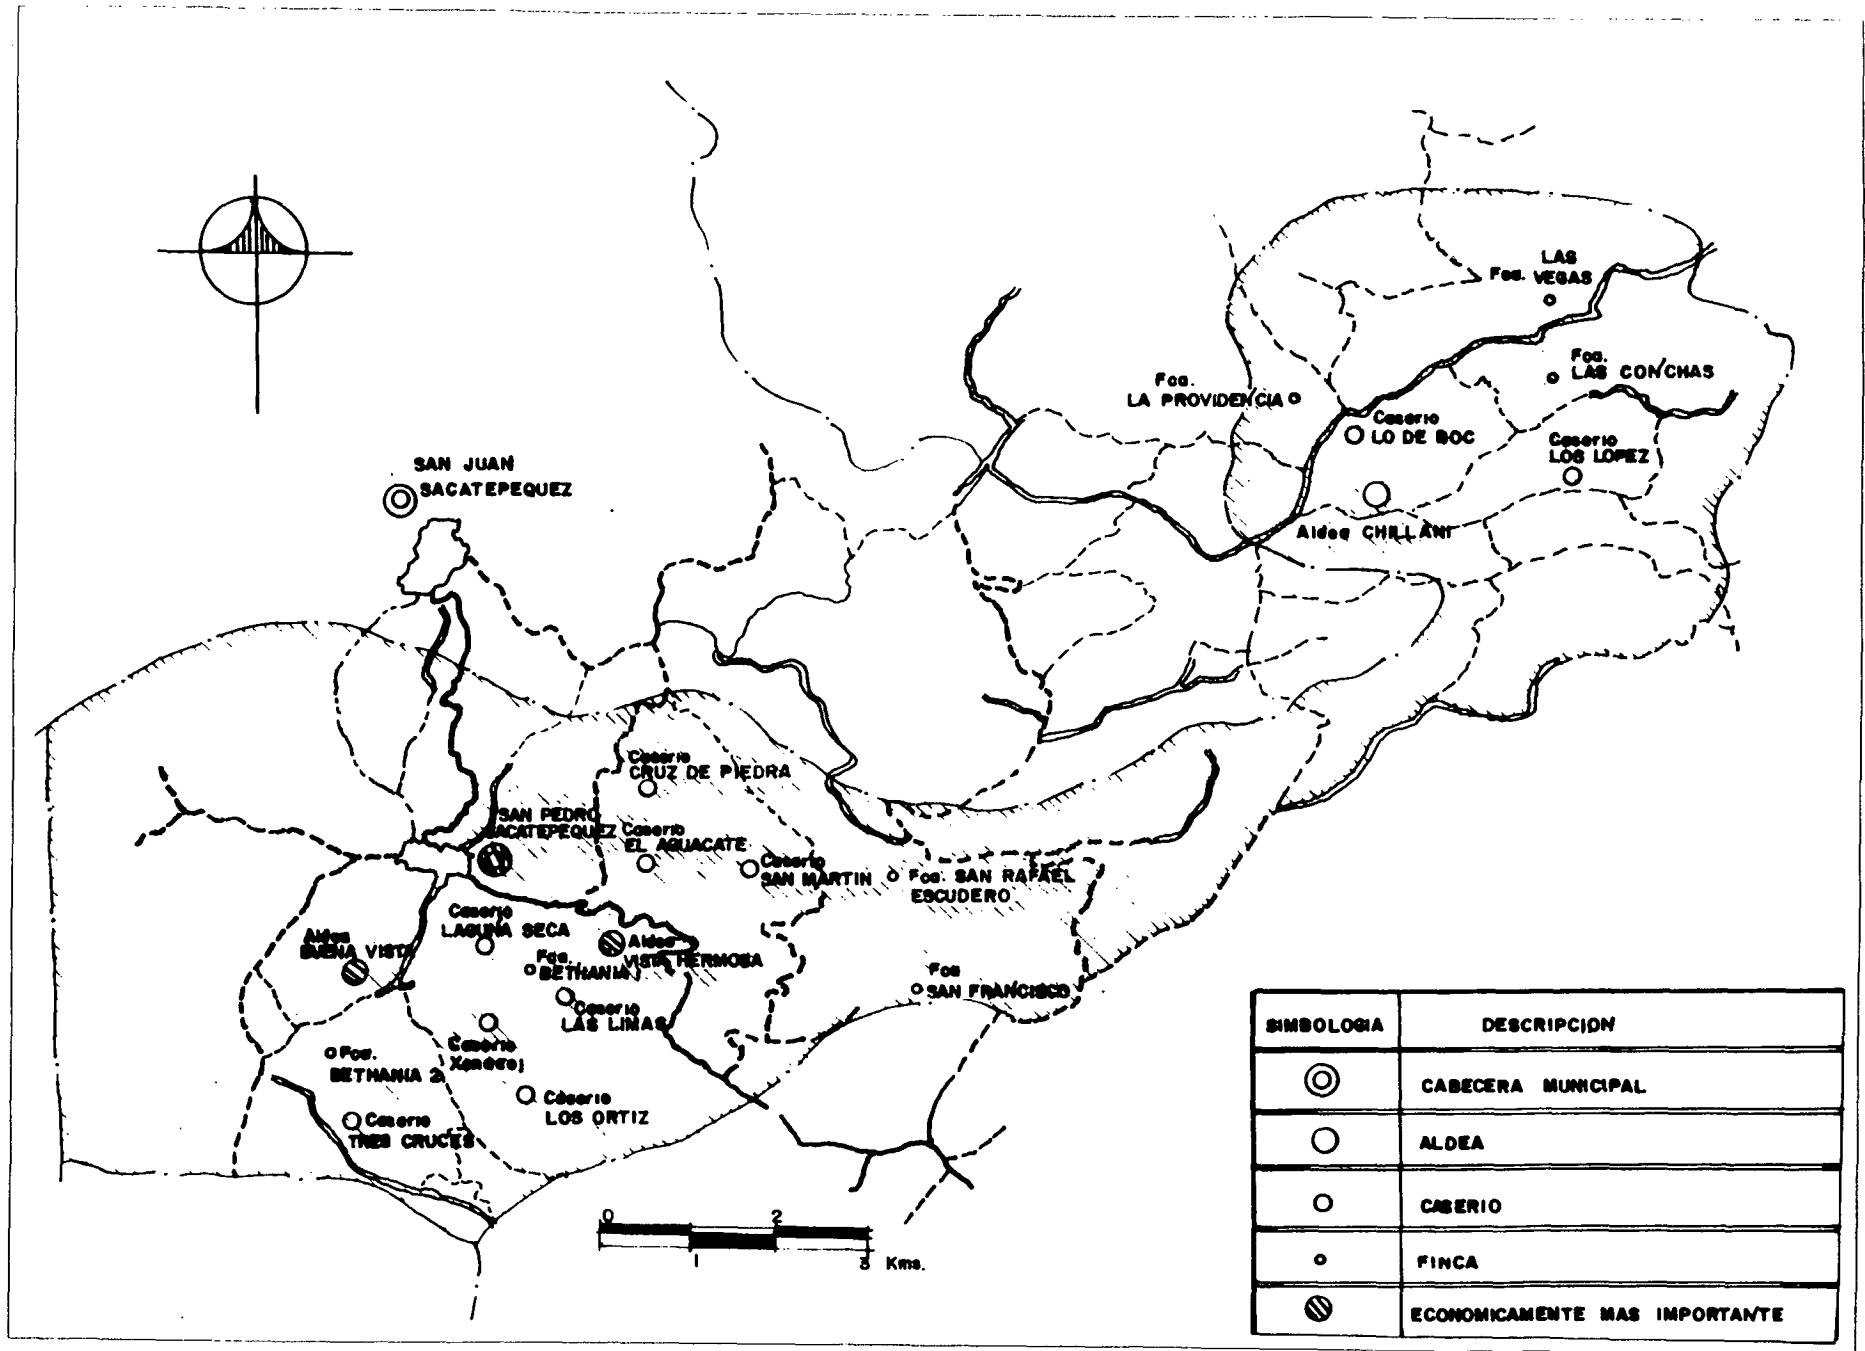 LAS
Fca. VEGAS
Fca.
LAS CONCHAS
Fca.
LA PROVIDENCIA
Caserio
LO DE BOC
Caserio
LOS LOPEZ
SAN JUAN
SACATEPEQUEZ
Aldea CHILLANI
Caserio
CRUZ DE PIEDRA
SAN PEDRO
SACATEPEQUEZ
Caserio
EL AGUACATE
Caserio
SAN MARTIN
Fca. SAN RAFAEL
ESCUDERO
Caserio
LAGUNA SECA
Aldea
BUENA VISTA
Aldea
VISTA HERMOSA
Fca.
BETHANIA 1
Fca
SAN FRANCISCO
Caserio
LAS LIMAS
Caserio
Fca.
BETHANIA 2
Caserio
LOS ORTIZ
Caserio
TRES CRUCES
0
2
1
3 Kms.
SIMBOLOGIA
DESCRIPCION
CABECERA MUNICIPAL
ALDEA
CASERIO
FINCA
ECONOMICAMENTE MAS IMPORTANTE